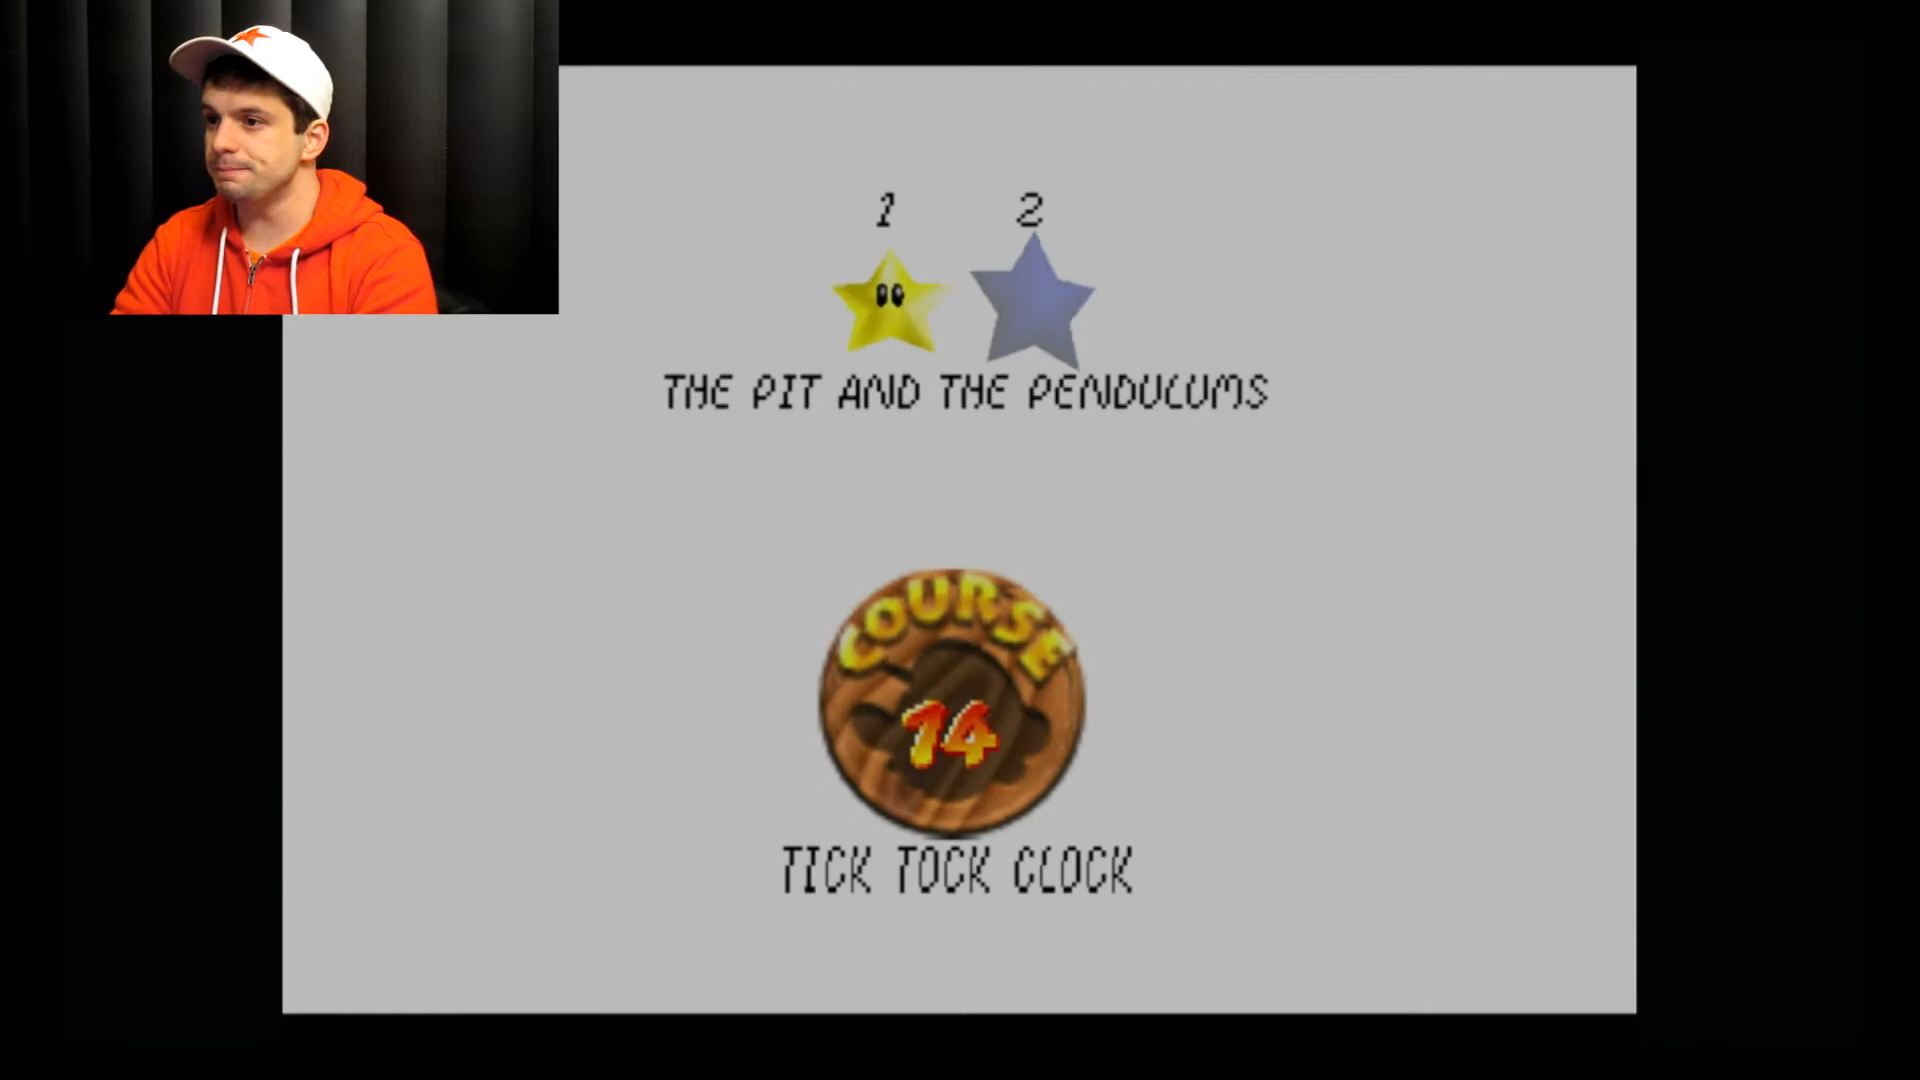 1 2
THE PIT AND THE PENDULUMS
COURSE
14
TICK TOCK CLOCK